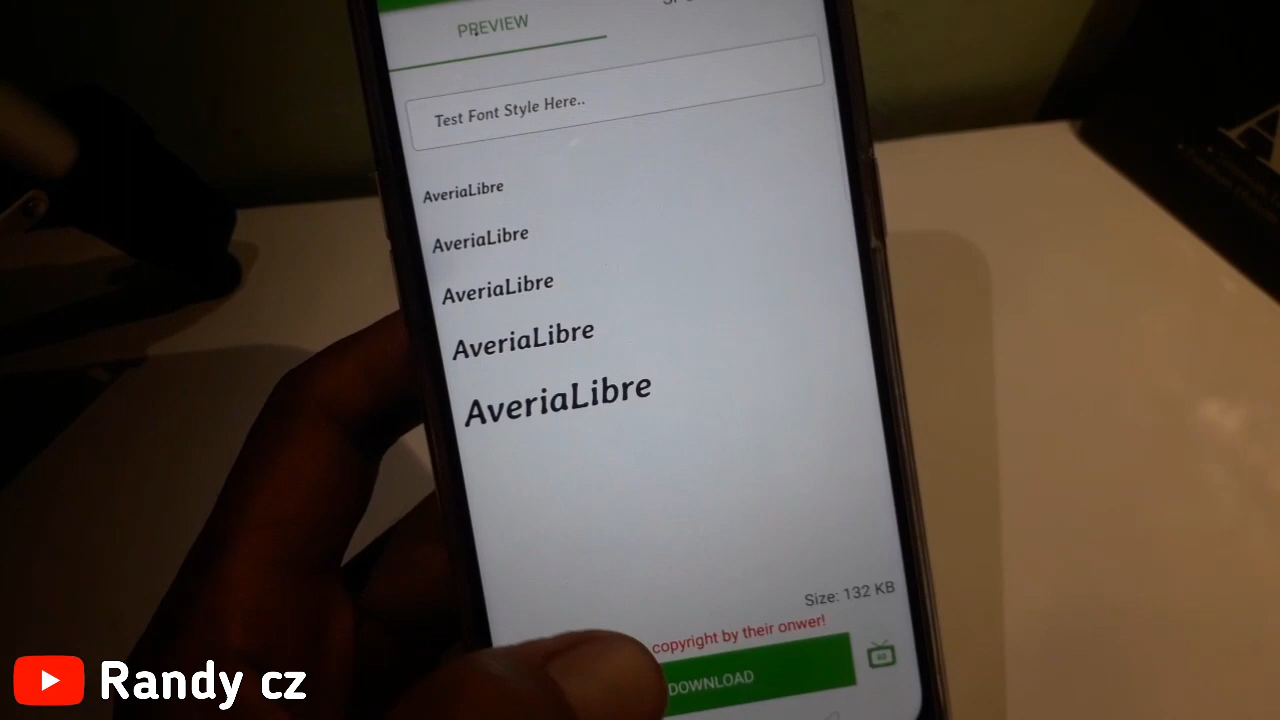 PREVIEW
Test Font Style Here..
AveriaLibre
AveriaLibre
AveriaLibre
AveriaLibre
AveriaLibre
Size: 132 KB
copyright by their onwer!
DOWNLOAD
Randy cz